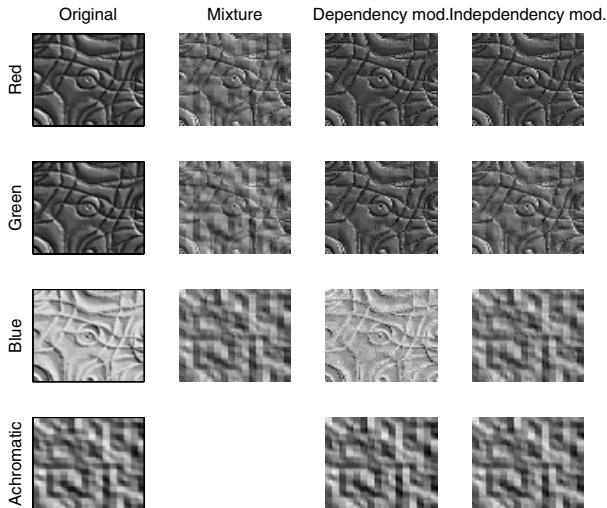 Original Mixture Dependency mod. Indepdendency mod.
Red
Green
Blue
Achromatic